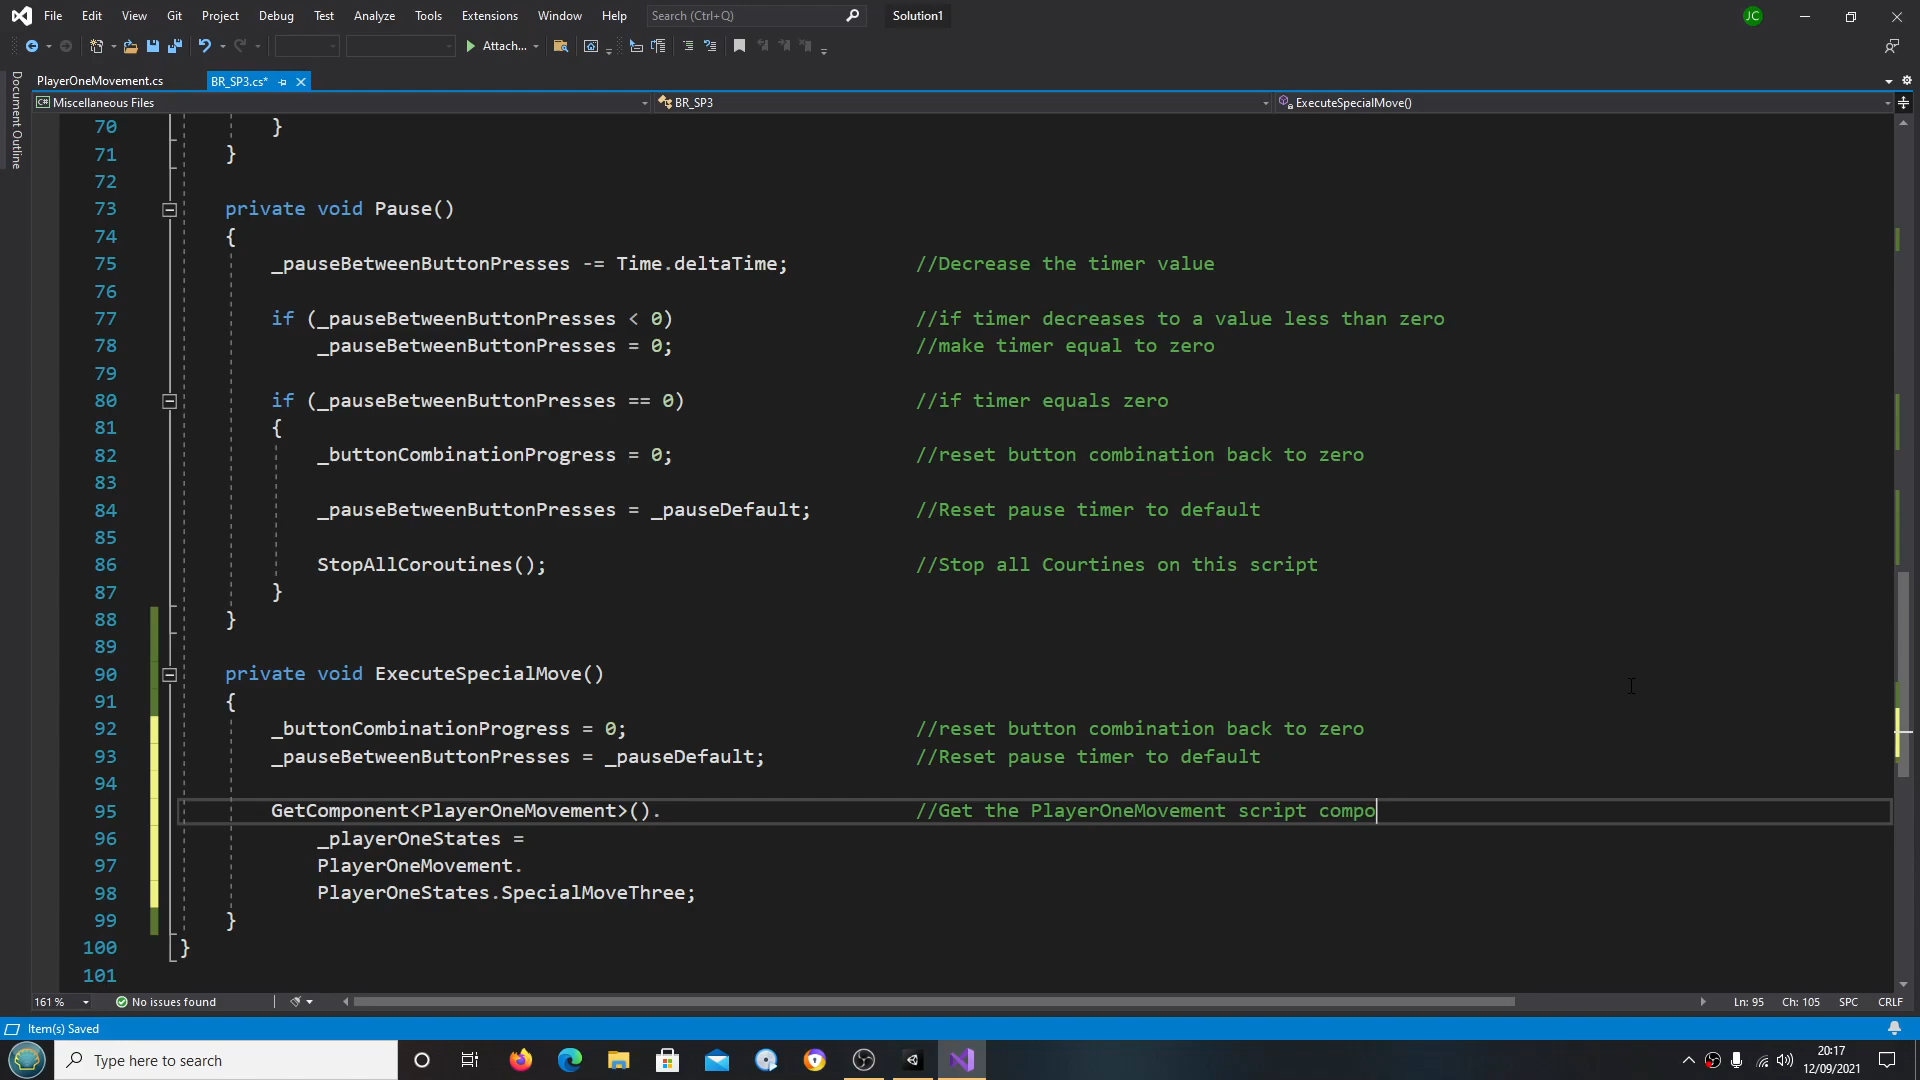 File Edit View Git Project Debug Test Analyze Tools Extensions Window Help Search (Ctrl+Q) Solution1 JC
Attach...
PlayerOneMovement.cs BR_SP3.cs*
Document Outline
Miscellaneous Files BR_SP3 ExecuteSpecialMove()
70 }
71 }
72
73 private void Pause()
74 {
75 _pauseBetweenButtonPresses -= Time.deltaTime; //Decrease the timer value
76
77 if (_pauseBetweenButtonPresses < 0) //if timer decreases to a value less than zero
78 _pauseBetweenButtonPresses = 0; //make timer equal to zero
79
80 if (_pauseBetweenButtonPresses == 0) //if timer equals zero
81 {
82 _buttonCombinationProgress = 0; //reset button combination back to zero
83
84 _pauseBetweenButtonPresses = _pauseDefault; //Reset pause timer to default
85
86 StopAllCoroutines(); //Stop all Courtines on this script
87 }
88 }
89
90 private void ExecuteSpecialMove()
91 {
92 _buttonCombinationProgress = 0; //reset button combination back to zero
93 _pauseBetweenButtonPresses = _pauseDefault; //Reset pause timer to default
94
95 GetComponent<PlayerOneMovement>(). //Get the PlayerOneMovement script compo
96 _playerOneStates =
97 PlayerOneMovement.
98 PlayerOneStates.SpecialMoveThree;
99 }
100 }
101
161 % No issues found Ln: 95 Ch: 105 SPC CRLF
Item(s) Saved
Type here to search 20:17
12/09/2021